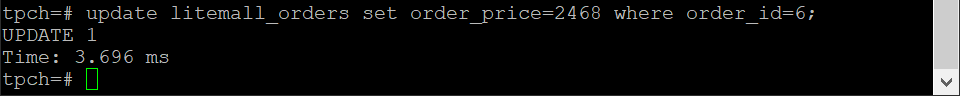 tpch=# update litemall_orders set order_price=2468 where order_id=6;
UPDATE 1
Time: 3.696 ms
tpch=#